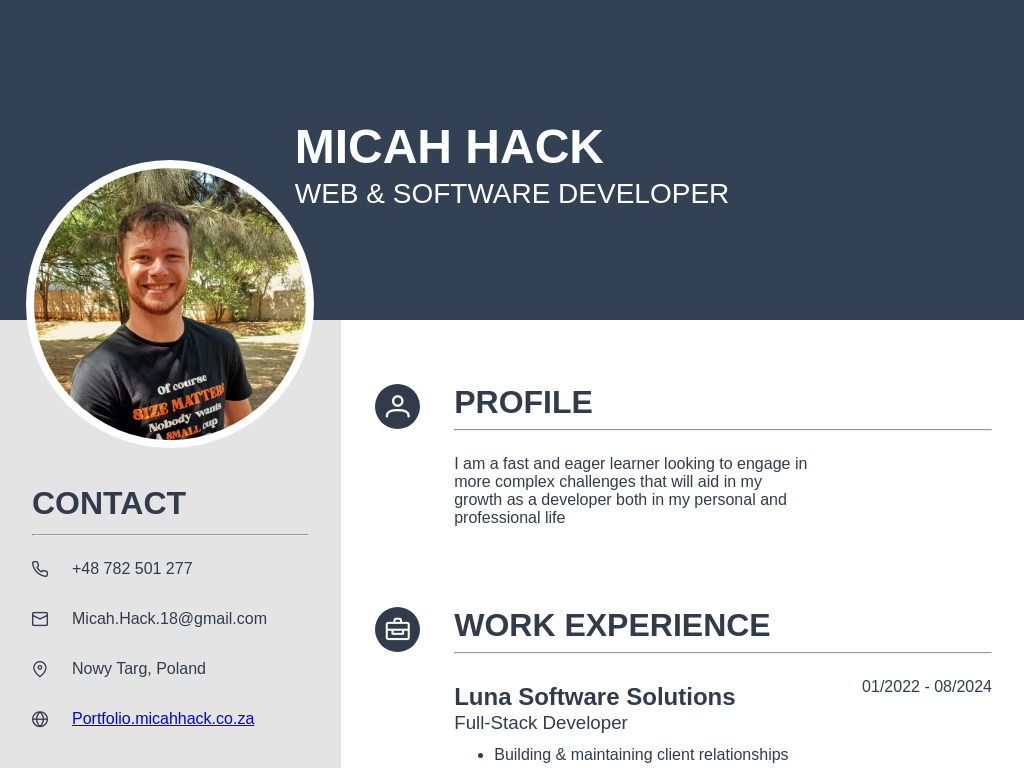 MICAH HACK
WEB & SOFTWARE DEVELOPER
Of course
SIZE MATTERS
Nobody wants
A SMALL cup
CONTACT
+48 782 501 277
Micah.Hack.18@gmail.com
Nowy Targ, Poland
Portfolio.micahhack.co.za
PROFILE
I am a fast and eager learner looking to engage in
more complex challenges that will aid in my
growth as a developer both in my personal and
professional life
WORK EXPERIENCE
Luna Software Solutions
01/2022 - 08/2024
Full-Stack Developer
• Building & maintaining client relationships